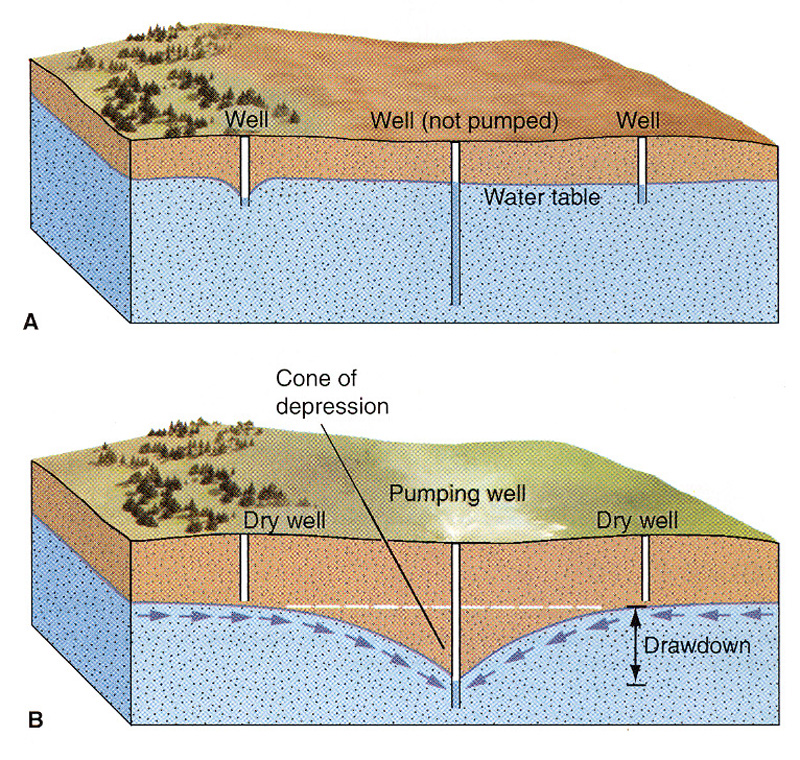 Well
Well (not pumped)
Well
Water table
A
Cone of
depression
Pumping well
Dry well
Dry well
Drawdown
B